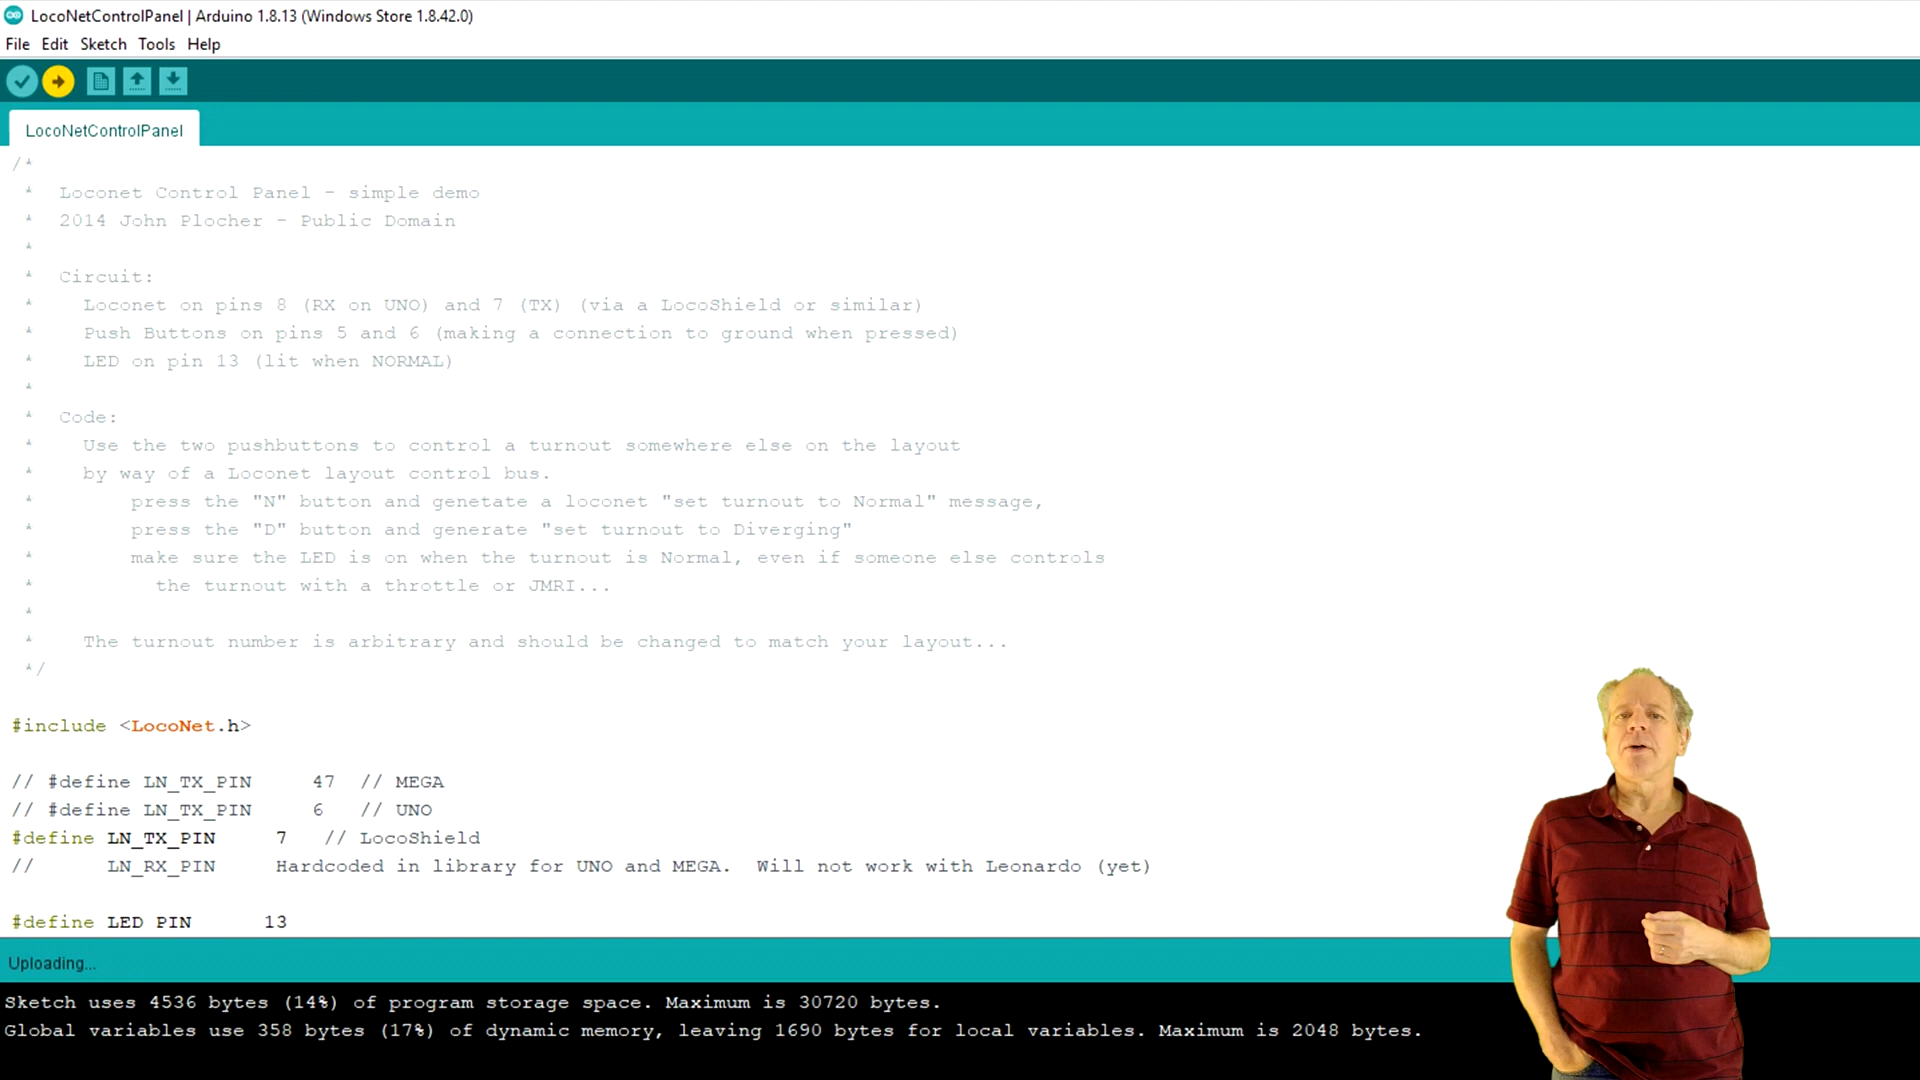 LocoNetControlPanel | Arduino 1.8.13 (Windows Store 1.8.42.0)
File Edit Sketch Tools Help
LocoNetControlPanel
/*
* Loconet Control Panel - simple demo
* 2014 John Plocher - Public Domain
*
* Circuit:
* Loconet on pins 8 (RX on UNO) and 7 (TX) (via a LocoShield or similar)
* Push Buttons on pins 5 and 6 (making a connection to ground when pressed)
* LED on pin 13 (lit when NORMAL)
*
* Code:
* Use the two pushbuttons to control a turnout somewhere else on the layout
* by way of a Loconet layout control bus.
* press the "N" button and genetate a loconet "set turnout to Normal" message,
* press the "D" button and generate "set turnout to Diverging"
* make sure the LED is on when the turnout is Normal, even if someone else controls
* the turnout with a throttle or JMRI...
*
* The turnout number is arbitrary and should be changed to match your layout...
*/
#include <LocoNet.h>
// #define LN_TX_PIN 47 // MEGA
// #define LN_TX_PIN 6 // UNO
#define LN_TX_PIN 7 // LocoShield
// LN_RX_PIN Hardcoded in library for UNO and MEGA. Will not work with Leonardo (yet)
#define LED PIN 13
Uploading...
Sketch uses 4536 bytes (14%) of program storage space. Maximum is 30720 bytes.
Global variables use 358 bytes (17%) of dynamic memory, leaving 1690 bytes for local variables. Maximum is 2048 bytes.